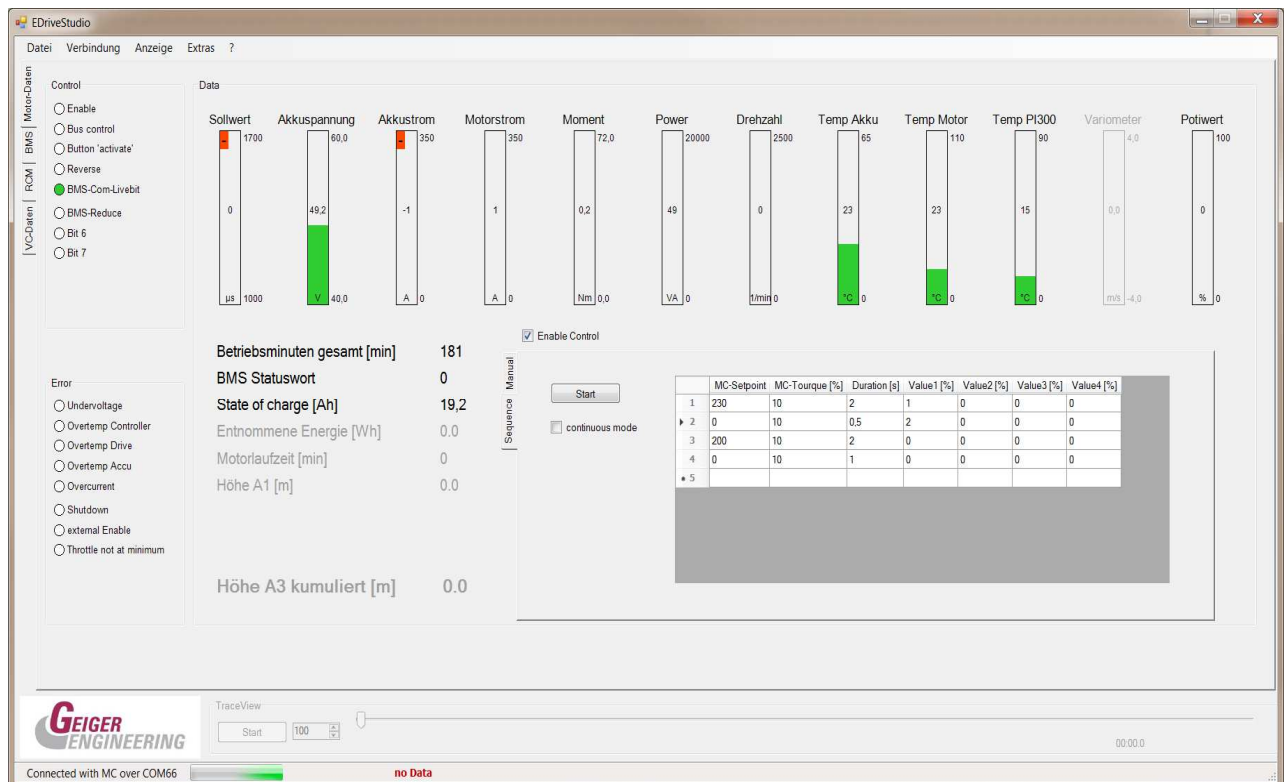 EDriveStudio
Datei Verbindung Anzeige Extras ?
Motor-Daten
BMS
RCM
VC-Daten
Control
Enable
Bus control
Button 'activate'
Reverse
BMS-Com-Livebit
BMS-Reduce
Bit 6
Bit 7
Error
Undervoltage
Overtemp Controller
Overtemp Drive
Overtemp Accu
Overcurrent
Shutdown
external Enable
Throttle not at minimum
Data
Sollwert Akkuspannung Akkustrom Motorstrom Moment Power Drehzahl Temp Akku Temp Motor Temp PI300 Variometer Potiwert
- 1700 60,0 - 350 350 72,0 20000 2500 65 110 90 4,0 100
0 49,2 -1 1 0,2 49 0 23 23 15 0,0 0
µs 1000 V 40,0 A 0 A 0 Nm 0,0 VA 0 1/min 0 °C 0 °C 0 °C 0 m/s -4,0 % 0
Betriebsminuten gesamt [min] 181
BMS Statuswort 0
State of charge [Ah] 19,2
Entnommene Energie [Wh] 0.0
Motorlaufzeit [min] 0
Höhe A1 [m] 0.0
Höhe A3 kumuliert [m] 0.0
Enable Control
Manual
Sequence
Start
continuous mode
MC-Setpoint MC-Tourque [%] Duration [s] Value1 [%] Value2 [%] Value3 [%] Value4 [%]
1 230 10 2 1 0 0 0
2 0 10 0,5 2 0 0 0
3 200 10 2 0 0 0 0
4 0 10 1 0 0 0 0
5
GEIGER
ENGINEERING
TraceView
Start 100
00:00.0
Connected with MC over COM66 no Data